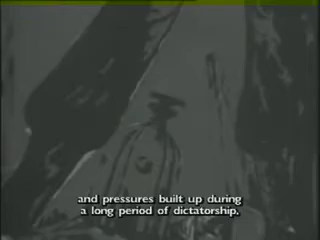 and pressures built up during
a long period of dictatorship,